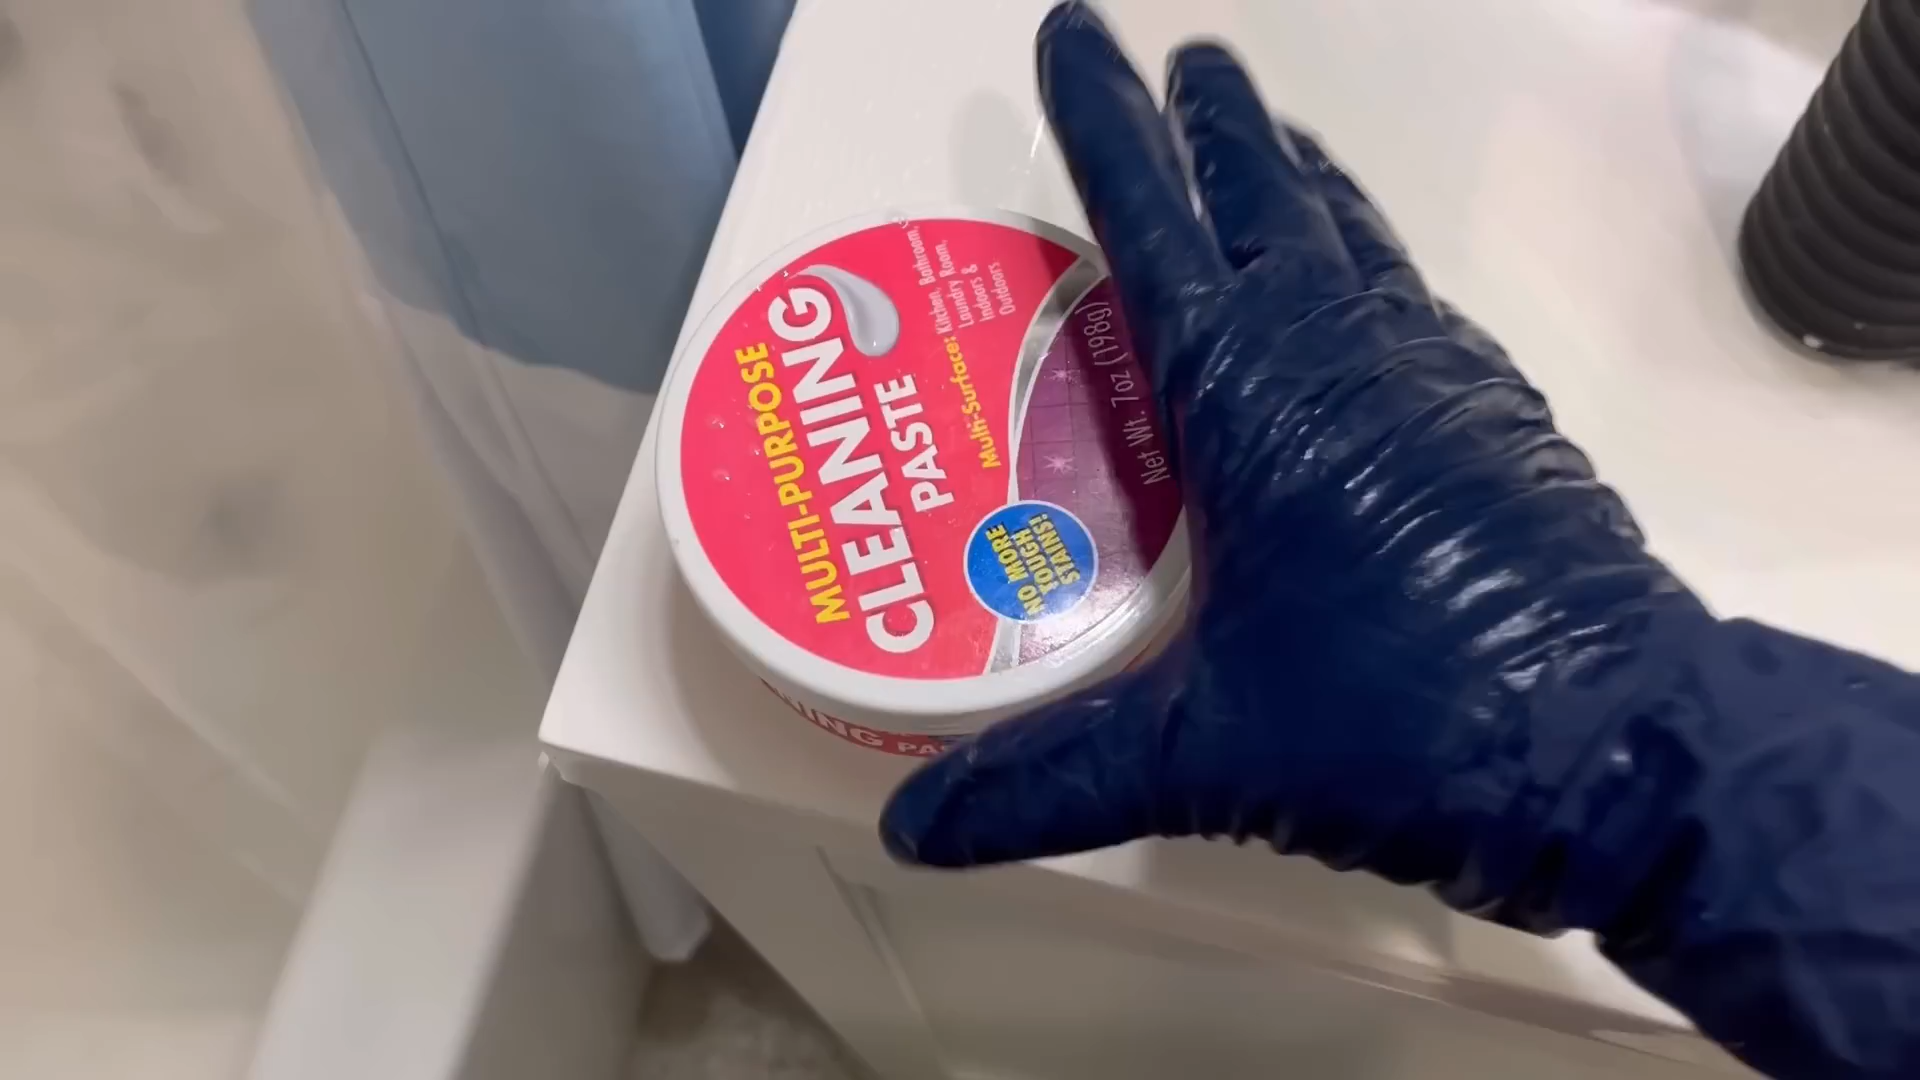 MULTI-PURPOSE
CLEANING
PASTE
Multi-Surface: Kitchen, Bathroom,
Laundry Room,
Indoors &
Outdoors
NO MORE
TOUGH
STAINS!
Net Wt. 7oz (198g)
NING PAS